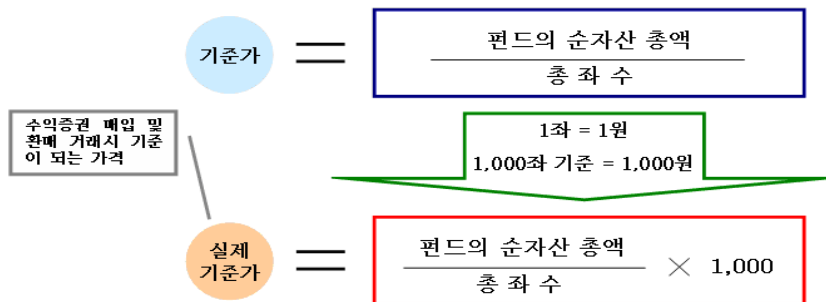 기준가
=
펀드의 순자산 총액
총 좌 수
수익증권 매입 및
환매 거래시 기준
이 되는 가격
1좌 = 1원
1,000좌 기준 = 1,000원
실제
기준가
=
펀드의 순자산 총액
총 좌 수
× 1,000